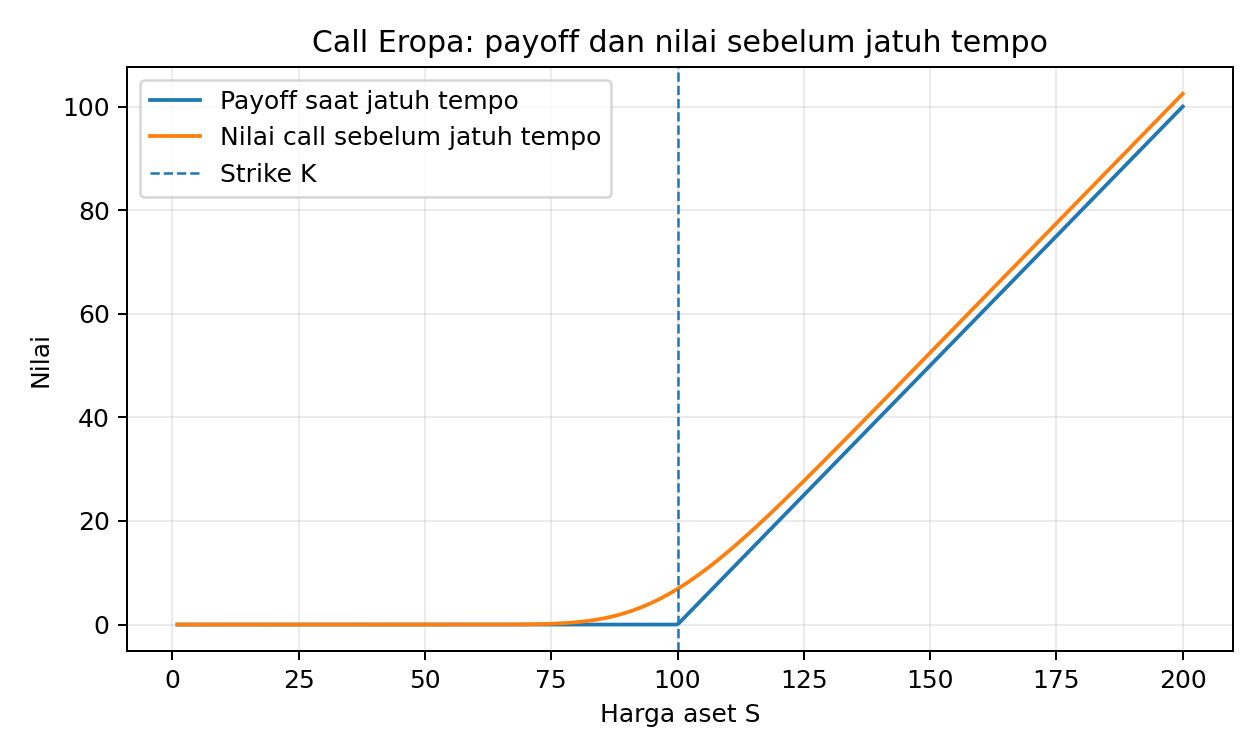 Call Eropa: payoff dan nilai sebelum jatuh tempo
Payoff saat jatuh tempo
Nilai call sebelum jatuh tempo
Strike K
100
80
60
40
20
0
Nilai
0 25 50 75 100 125 150 175 200
Harga aset S